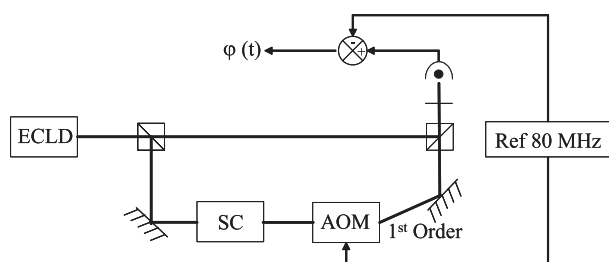 φ (t)
-
+
ECLD
Ref 80 MHz
SC
AOM
1st Order